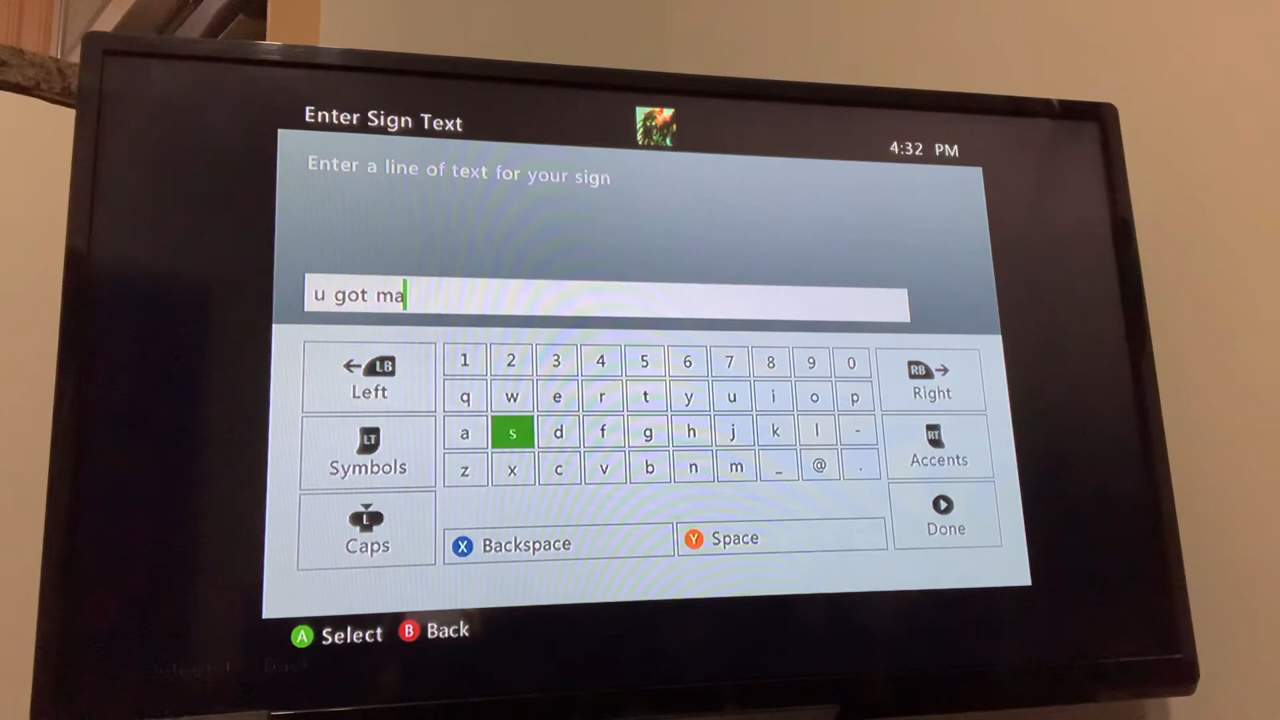 Enter Sign Text
4:32 PM
Enter a line of text for your sign
u got ma
LB
Left
1 2 3 4 5 6 7 8 9 0
RB
Right
q w e r t y u i o p
LT
Symbols
a s d f g h j k l -
RT
Accents
z x c v b n m _ @ .
L
Caps
X Backspace
Y Space
Done
A Select B Back